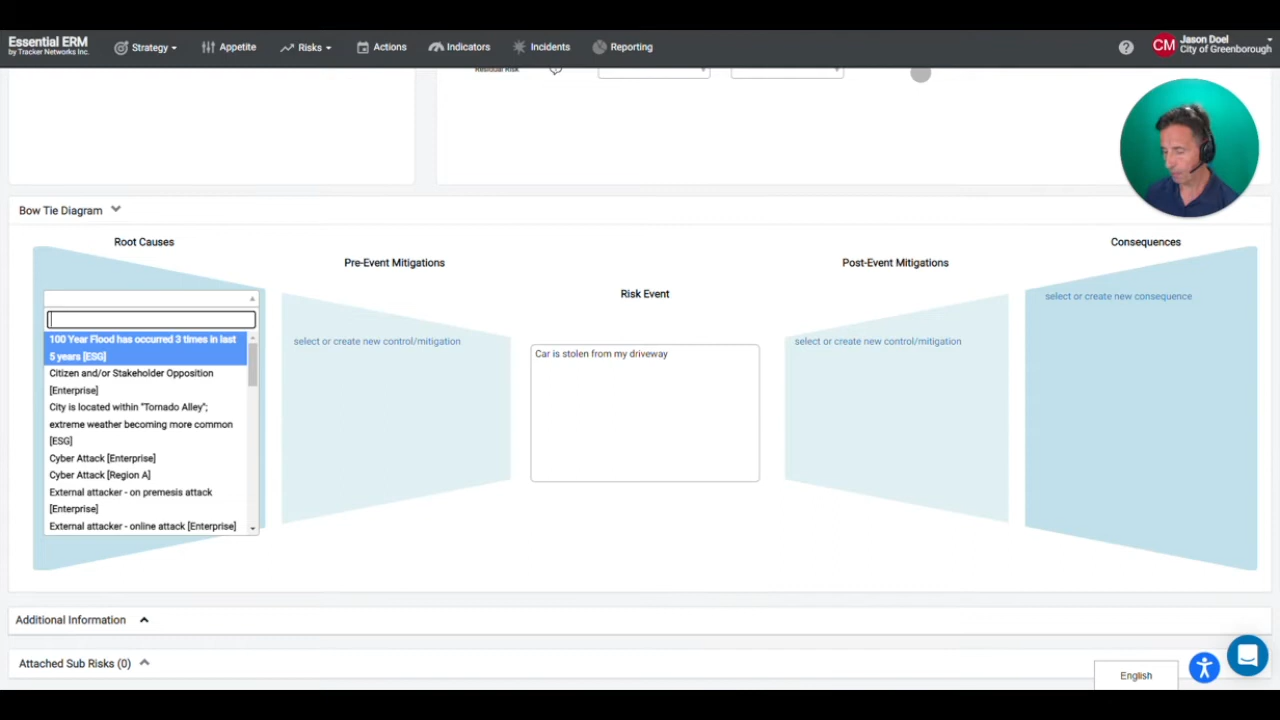 Essential ERM
by Tracker Networks Inc.
Strategy
Appetite
Risks
Actions
Indicators
Incidents
Reporting
?
CM
Jason Doel
City of Greenborough
Residual Risk
Bow Tie Diagram
Root Causes
Consequences
Pre-Event Mitigations
Post-Event Mitigations
Risk Event
select or create new consequence
select or create new control/mitigation
select or create new control/mitigation
Car is stolen from my driveway
100 Year Flood has occurred 3 times in last
5 years [ESG]
Citizen and/or Stakeholder Opposition
[Enterprise]
City is located within "Tornado Alley";
extreme weather becoming more common
[ESG]
Cyber Attack [Enterprise]
Cyber Attack [Region A]
External attacker - on premesis attack
[Enterprise]
External attacker - online attack [Enterprise]
Additional Information
Attached Sub Risks (0)
English